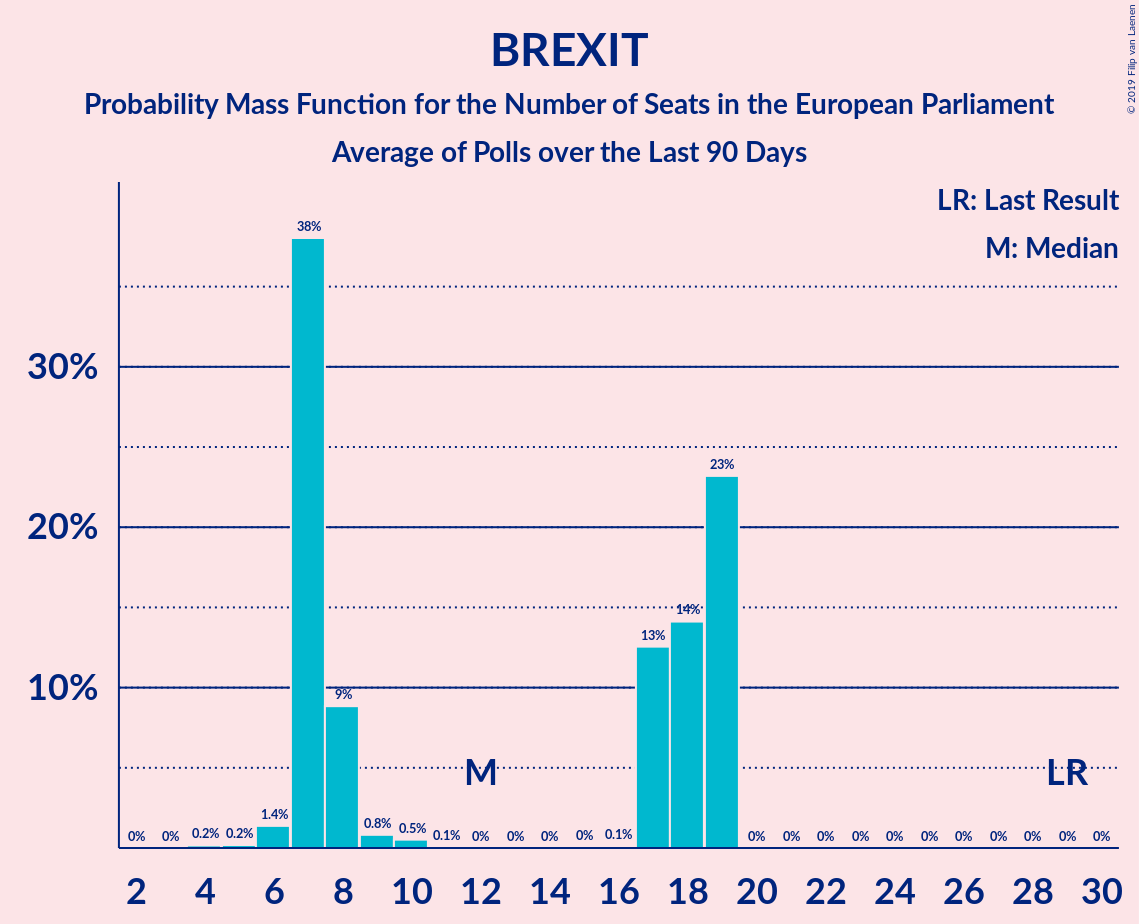 BREXIT
Probability Mass Function for the Number of Seats in the European Parliament
Average of Polls over the Last 90 Days
© 2019 Filip van Laenen
LR: Last Result
M: Median
30%
20%
10%
0% 0% 0.2% 0.2% 1.4% 38% 9% 0.8% 0.5% 0.1% 0% 0% 0% 0% 0.1% 13% 14% 23% 0% 0% 0% 0% 0% 0% 0% 0% 0% 0% 0%
M LR
2 4 6 8 10 12 14 16 18 20 22 24 26 28 30